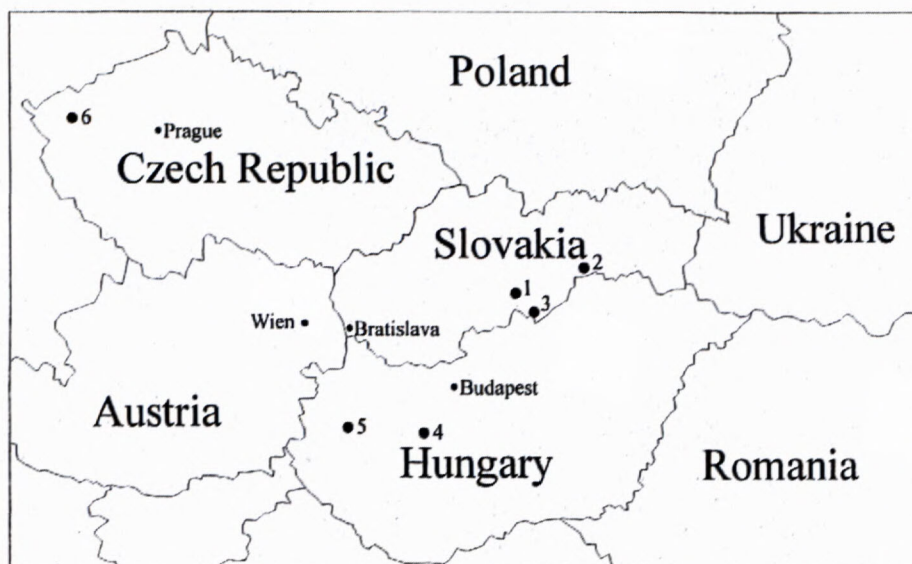 Poland
6
Prague
Czech Republic
Ukraine
Slovakia
2
1
3
Wien
Bratislava
Budapest
Austria
5
4
Hungary
Romania